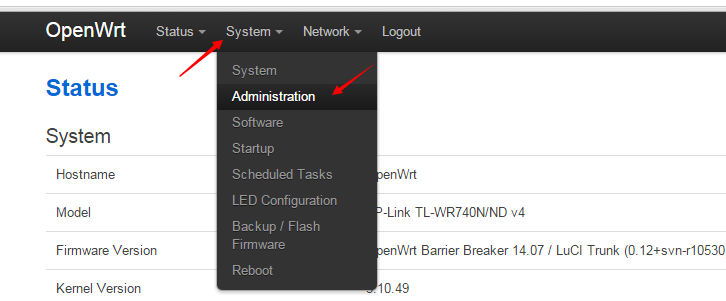 OpenWrt Status System Network Logout
System
Administration
Software
Startup
Scheduled Tasks
LED Configuration
Backup / Flash
Firmware
Reboot
Status
System
Hostname penWrt
Model P-Link TL-WR740N/ND v4
Firmware Version penWrt Barrier Breaker 14.07 / LuCI Trunk (0.12+svn-r10530
Kernel Version .10.49